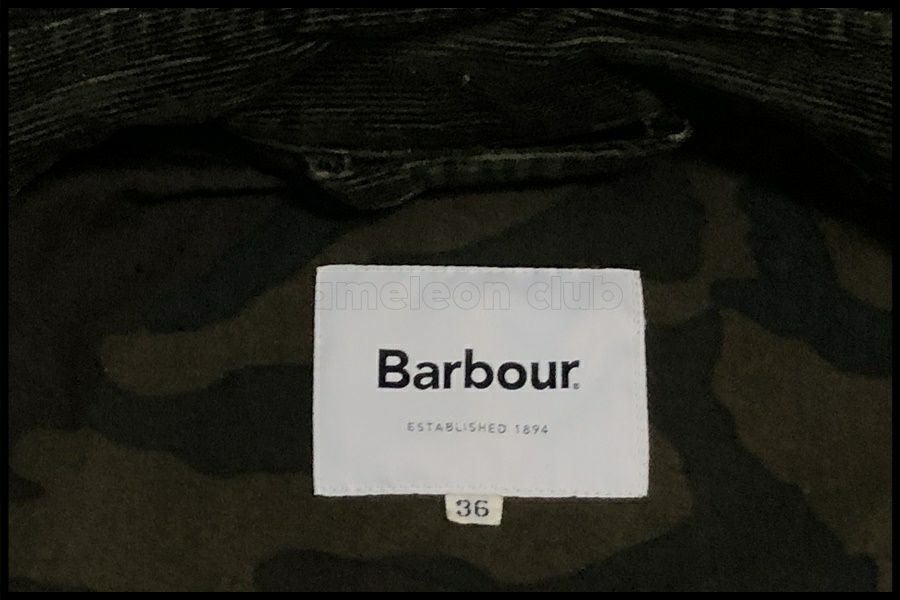 ameleon club
Barbour®
ESTABLISHED 1894
36